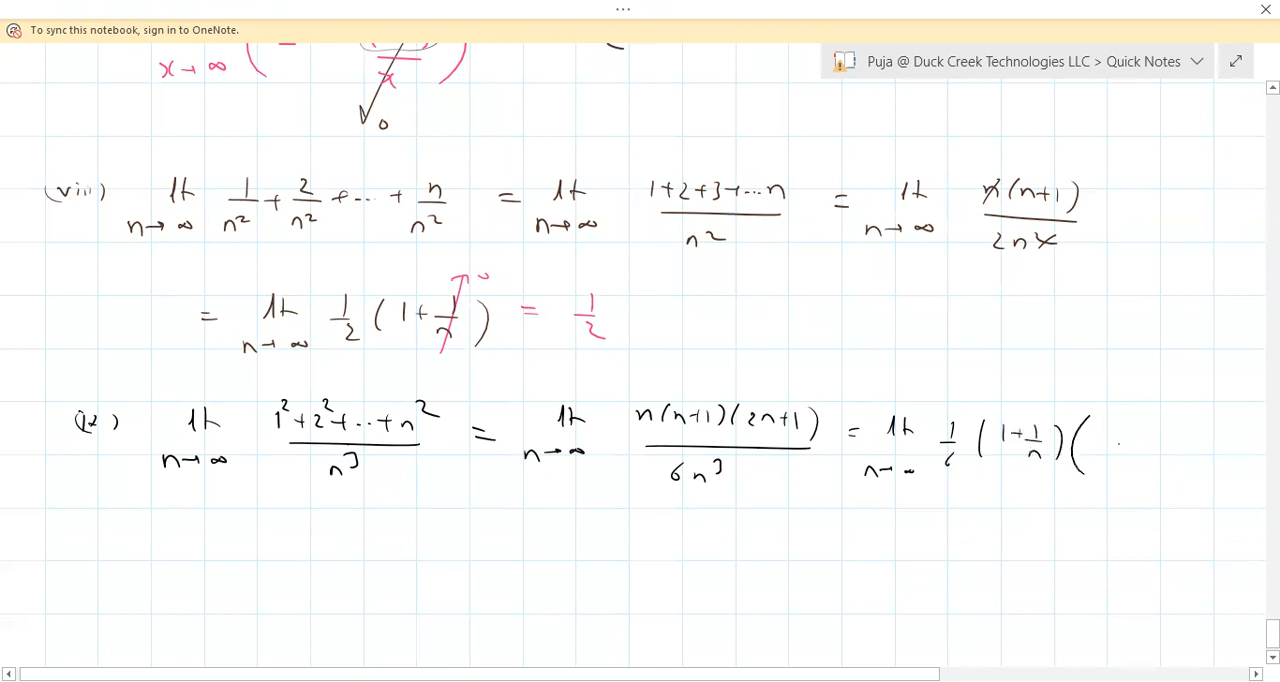 To sync this notebook, sign in to OneNote.
Puja @ Duck Creek Technologies LLC > Quick Notes
x→∞ ( x )
0
(viii) lt n→∞ 1/n² + 2/n² + ... + n/n² = lt n→∞ (1+2+3+...n)/n² = lt n→∞ n(n+1)/2n²
= lt n→∞ 1/2 (1 + 1/n) →0 = 1/2
(ix) lt n→∞ (1²+2²+...+n²)/n³ = lt n→∞ n(n+1)(2n+1)/6n³ = lt n→∞ 1/6 (1 + 1/n)(